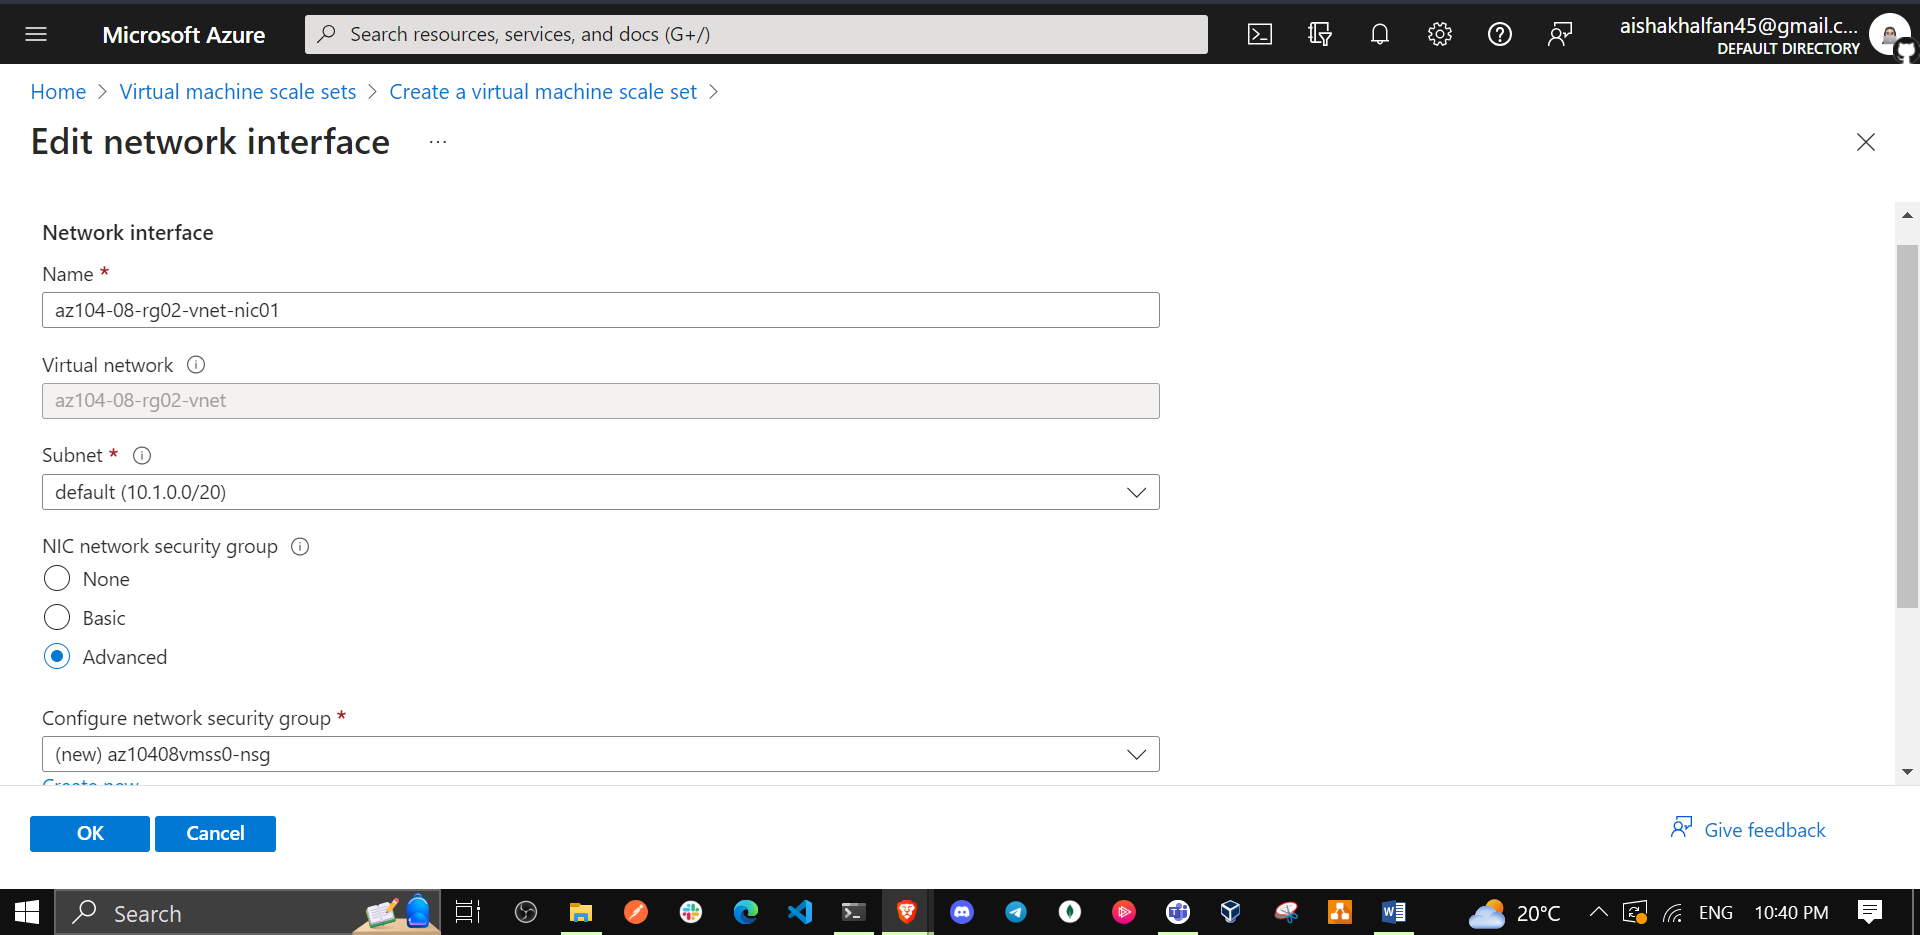 Microsoft Azure
Search resources, services, and docs (G+/)
aishakhalfan45@gmail.c...
DEFAULT DIRECTORY
Home > Virtual machine scale sets > Create a virtual machine scale set >
Edit network interface ...
Network interface
Name *
az104-08-rg02-vnet-nic01
Virtual network
az104-08-rg02-vnet
Subnet *
default (10.1.0.0/20)
NIC network security group
None
Basic
Advanced
Configure network security group *
(new) az10408vmss0-nsg
Create new
OK
Cancel
Give feedback
Search
20°C
ENG
10:40 PM